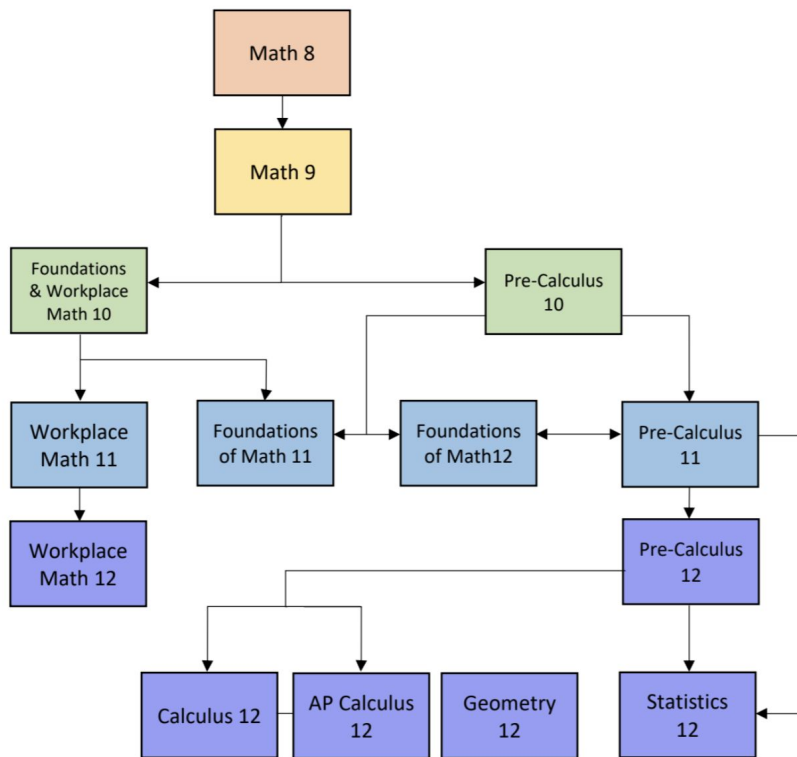 Math 8
Math 9
Foundations
& Workplace
Math 10
Pre-Calculus
10
Workplace
Math 11
Foundations
of Math 11
Foundations
of Math12
Pre-Calculus
11
Workplace
Math 12
Pre-Calculus
12
Calculus 12
AP Calculus
12
Geometry
12
Statistics
12